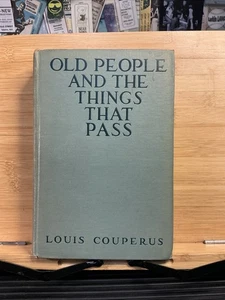 OLD PEOPLE
AND THE
THINGS
THAT
PASS
LOUIS COUPERUS